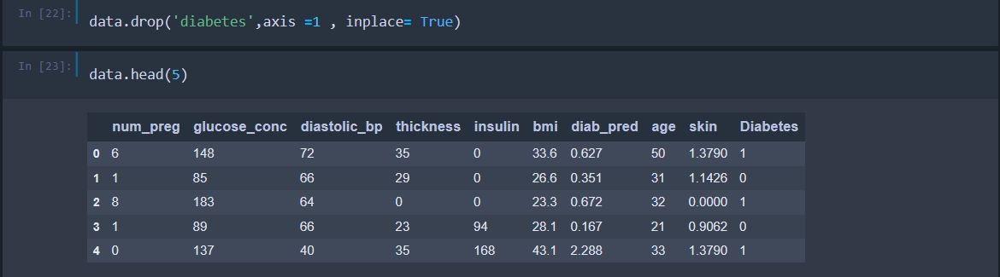 In [22]: data.drop('diabetes',axis =1 , inplace= True)
In [23]: data.head(5)
num_preg glucose_conc diastolic_bp thickness insulin bmi diab_pred age skin Diabetes
0 6 148 72 35 0 33.6 0.627 50 1.3790 1
1 1 85 66 29 0 26.6 0.351 31 1.1426 0
2 8 183 64 0 0 23.3 0.672 32 0.0000 1
3 1 89 66 23 94 28.1 0.167 21 0.9062 0
4 0 137 40 35 168 43.1 2.288 33 1.3790 1